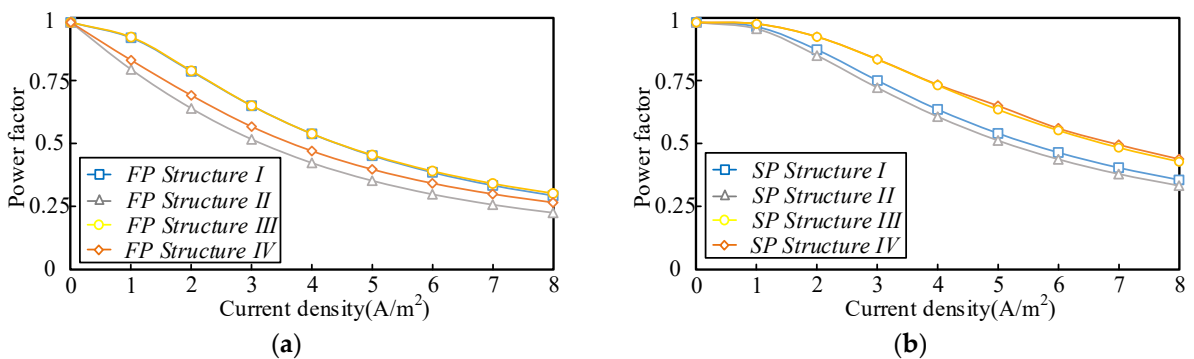 1
0.75
0.5
0.25
0
Power factor
FP Structure I
FP Structure II
FP Structure III
FP Structure IV
0 1 2 3 4 5 6 7 8
Current density(A/m²)
(a)
1
0.75
0.5
0.25
0
Power factor
SP Structure I
SP Structure II
SP Structure III
SP Structure IV
0 1 2 3 4 5 6 7 8
Current density(A/m²)
(b)